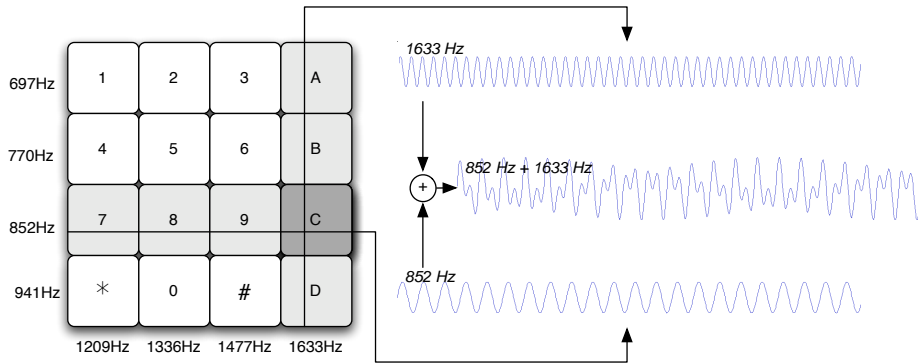 1633 Hz
697Hz 1 2 3 A
770Hz 4 5 6 B
852 Hz + 1633 Hz
+
852Hz 7 8 9 C
852 Hz
941Hz * 0 # D
1209Hz 1336Hz 1477Hz 1633Hz